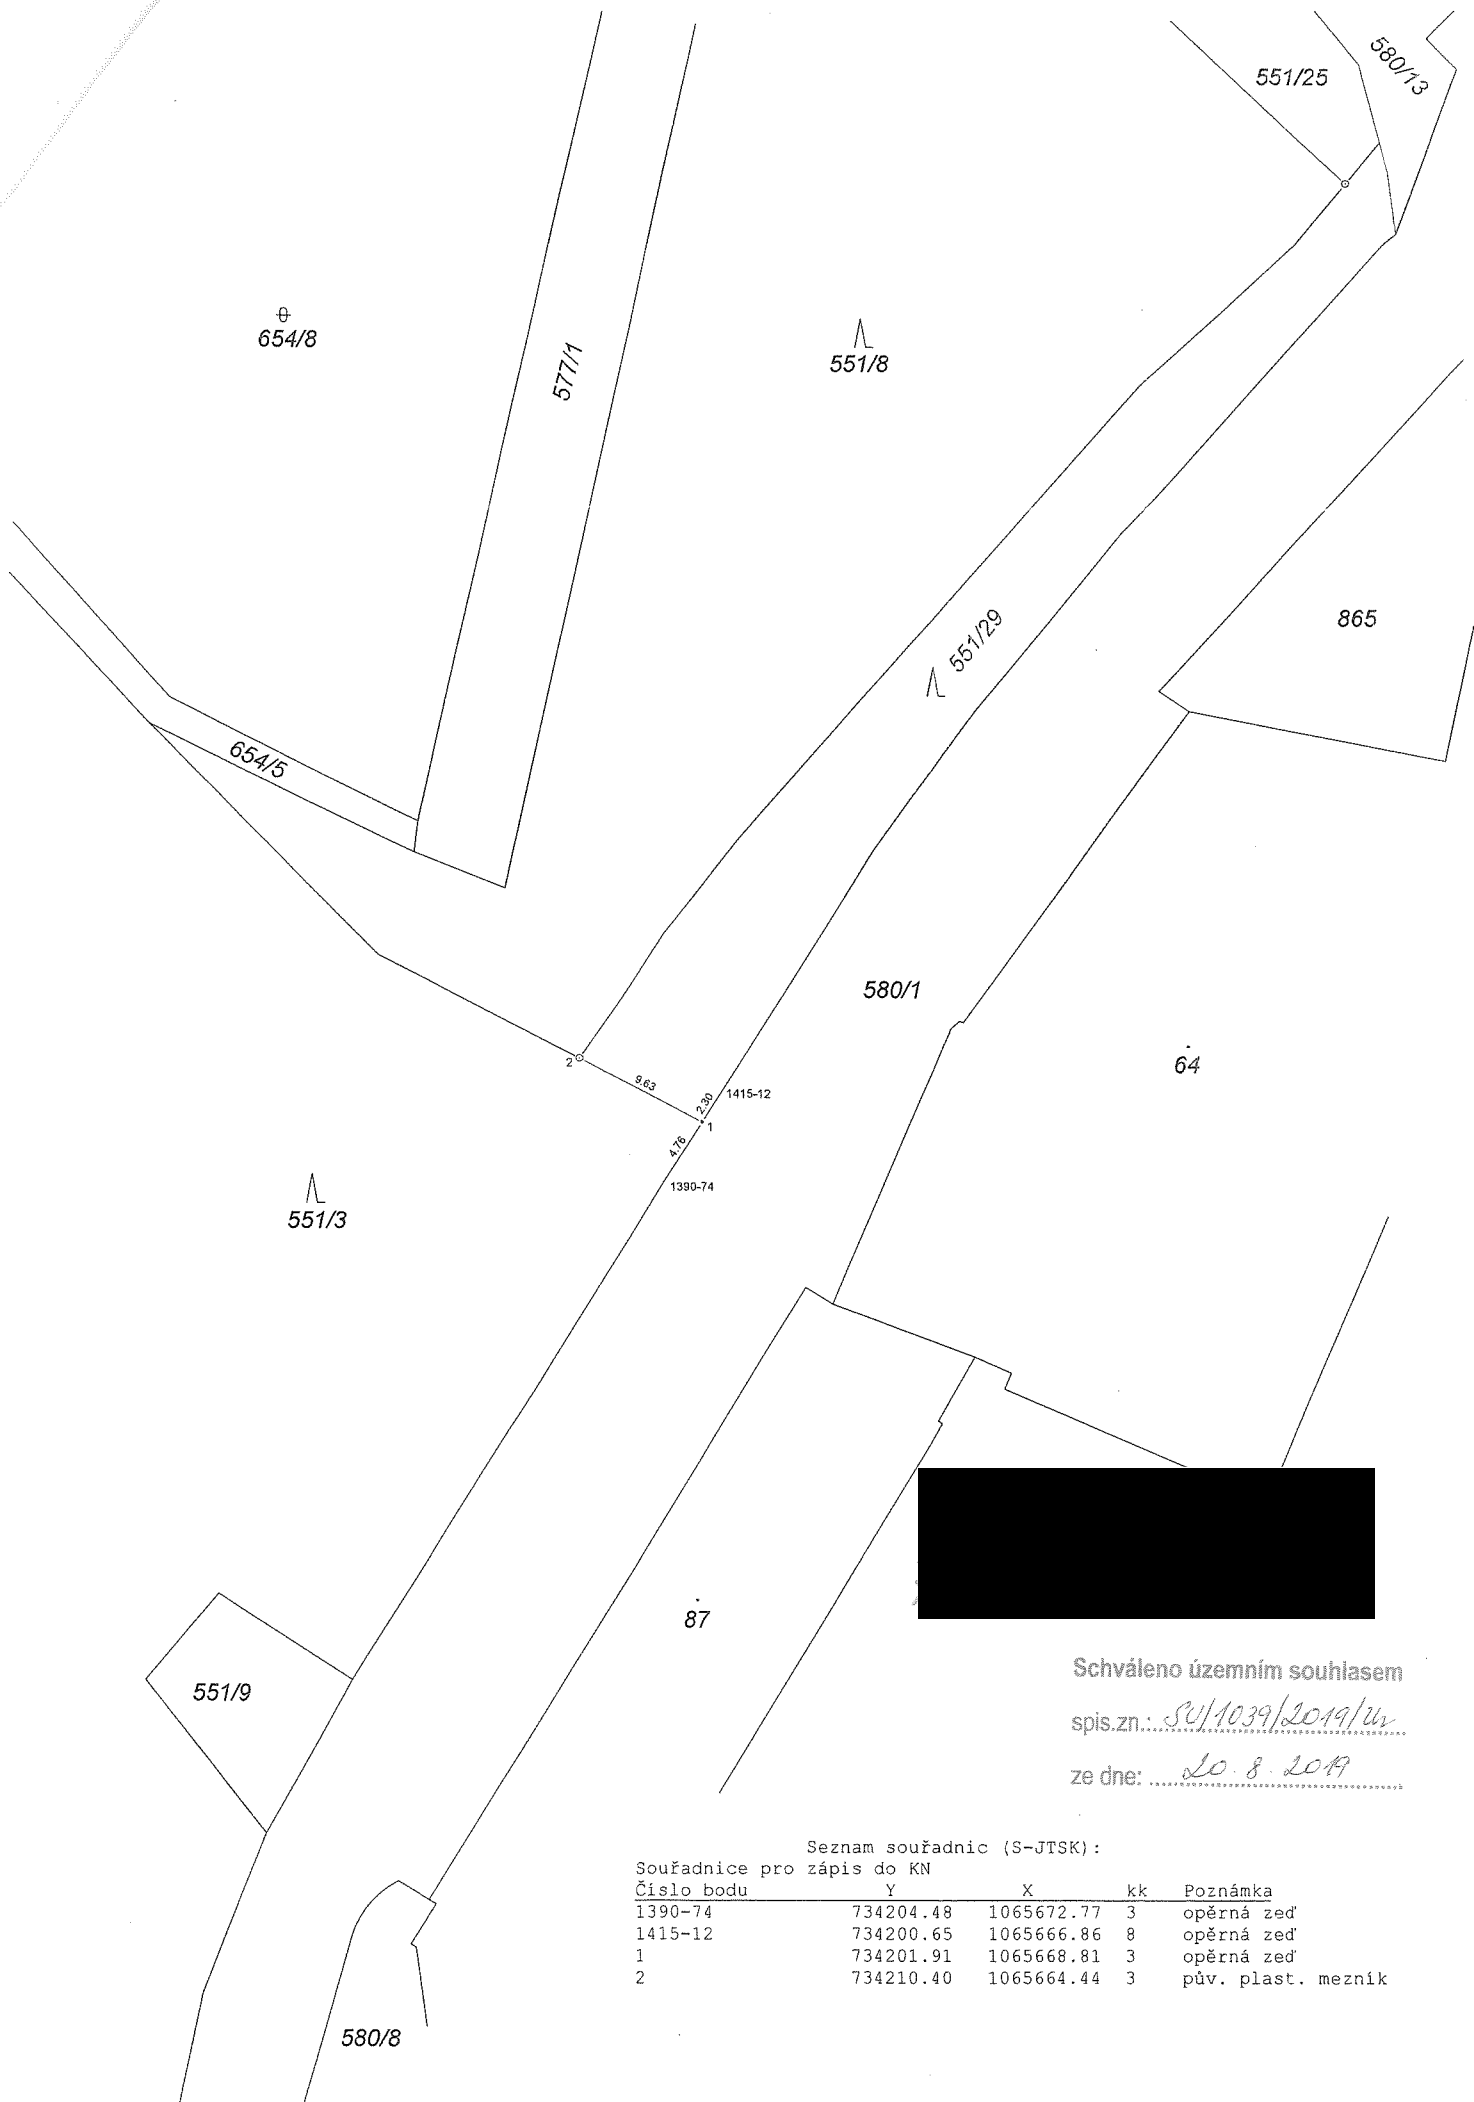 580/13
551/25
654/8
577/1
551/8
551/29
865
654/5
580/1
64
2
9.63
2.30
1415-12
1
4.76
1390-74
551/3
87
551/9
Schváleno územním souhlasem
spis.zn.: SÚ/1039/2019/
ze dne: 20. 8. 2019
Seznam souřadnic (S-JTSK):
Souřadnice pro zápis do KN
Číslo bodu Y X kk Poznámka
1390-74 734204.48 1065672.77 3 opěrná zeď
1415-12 734200.65 1065666.86 8 opěrná zeď
1 734201.91 1065668.81 3 opěrná zeď
2 734210.40 1065664.44 3 pův. plast. mezník
580/8